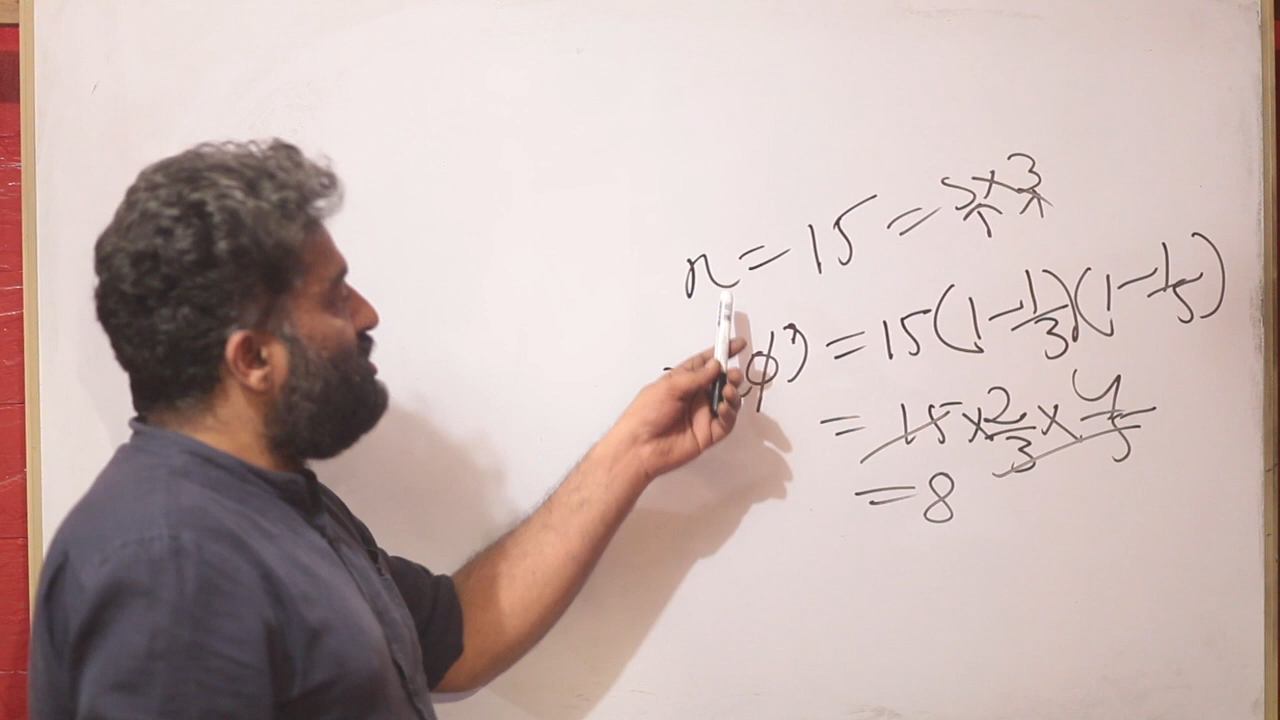 n = 15 = 5 × 3
φ) = 15(1 - 1/3)(1 - 1/5)
= 15 × 2/3 × 4/5
= 8